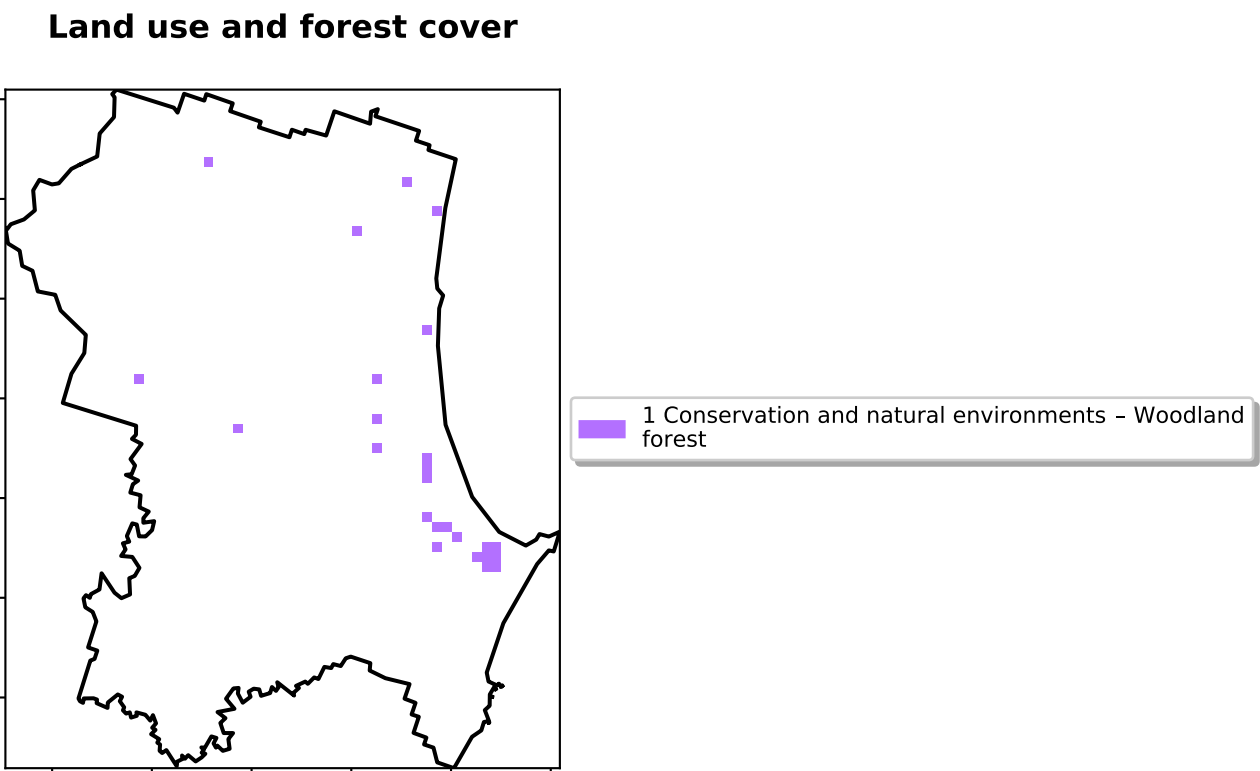 Land use and forest cover
1 Conservation and natural environments – Woodland
forest